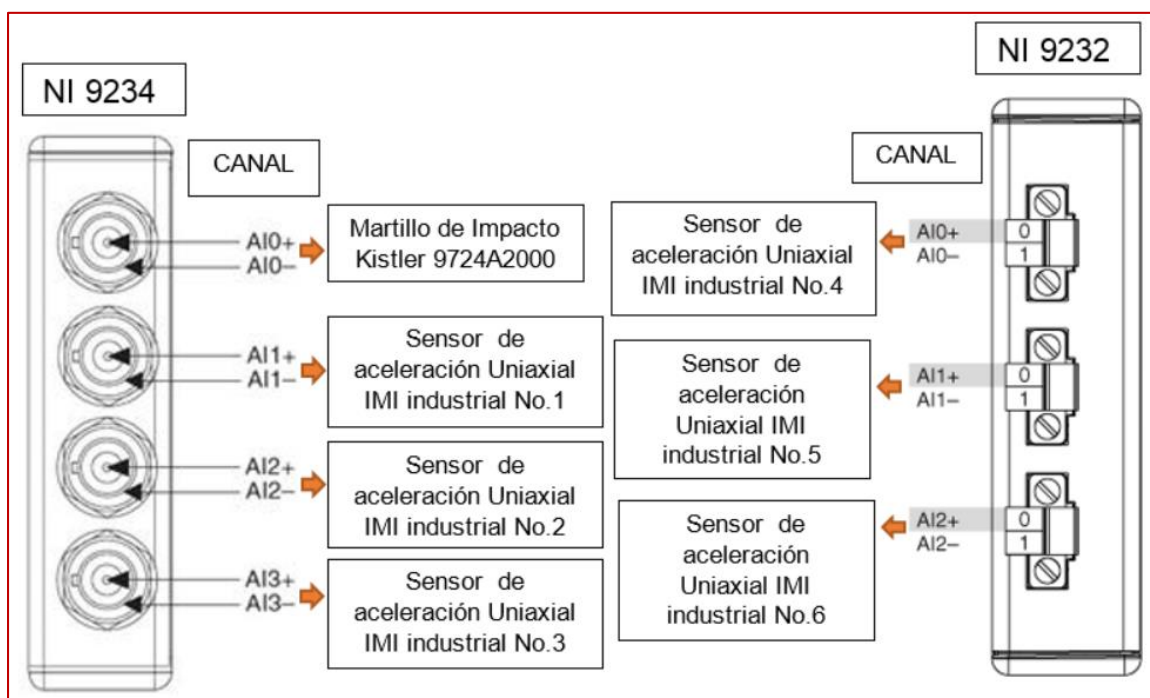 NI 9234
CANAL
AI0+
AI0–
Martillo de Impacto
Kistler 9724A2000
AI1+
AI1–
Sensor de
aceleración Uniaxial
IMI industrial No.1
AI2+
AI2–
Sensor de
aceleración Uniaxial
IMI industrial No.2
AI3+
AI3–
Sensor de
aceleración Uniaxial
IMI industrial No.3
NI 9232
CANAL
Sensor de
aceleración Uniaxial
IMI industrial No.4
AI0+
AI0–
0
1
Sensor de
aceleración
Uniaxial IMI
industrial No.5
AI1+
AI1–
0
1
Sensor de
aceleración
Uniaxial IMI
industrial No.6
AI2+
AI2–
0
1